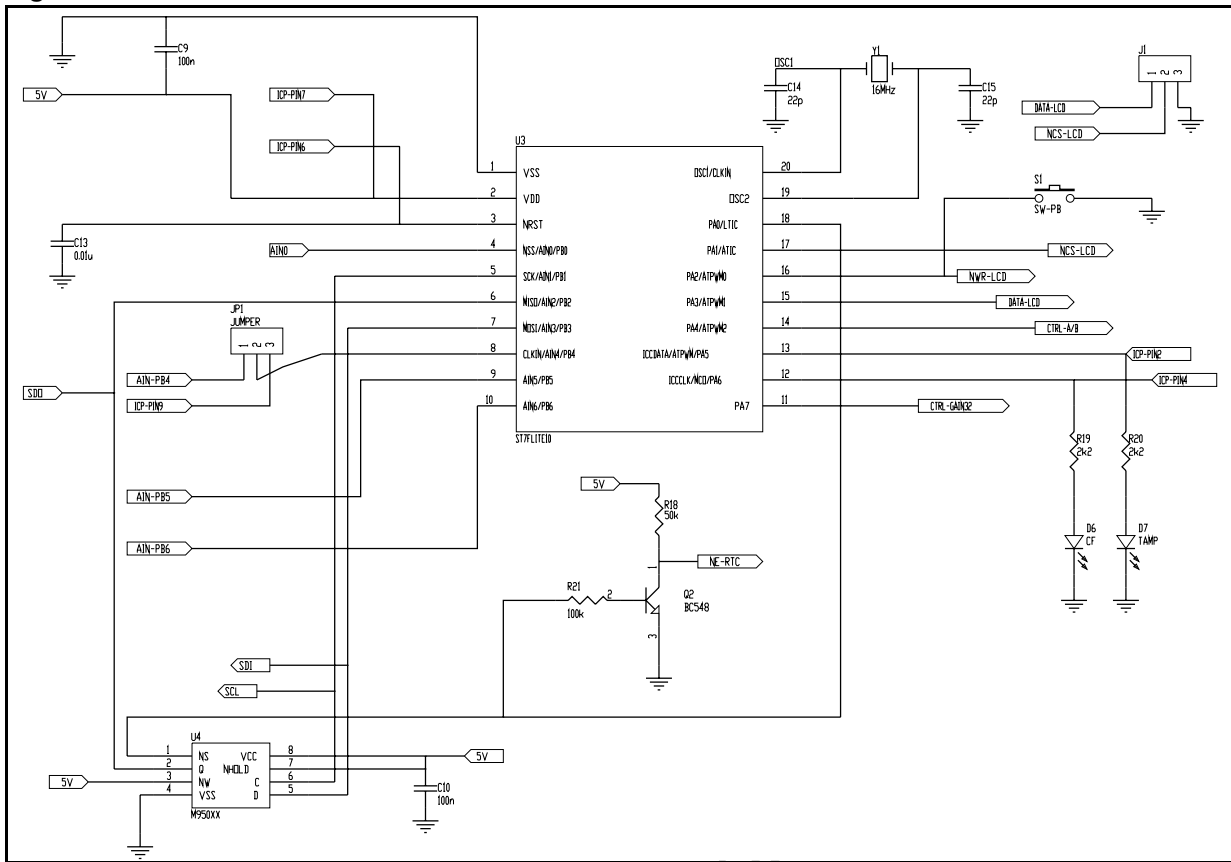 C9
100n
5V
ICP-PIN7
ICP-PIN6
C13
0.01u
AIN0
OSC1
Y1
16MHz
C14
22p
C15
22p
J1
1 2 3
DATA-LCD
NCS-LCD
S1
SW-PB
U3
1 VSS
2 VDD
3 NRST
4 NSS/AIN0/PB0
5 SCK/AIN1/PB1
6 MISO/AIN2/PB2
7 MOSI/AIN3/PB3
8 CLKIN/AIN4/PB4
9 AIN5/PB5
10 AIN6/PB6
OSC1/CLKIN 20
OSC2 19
PA0/LTIC 18
PA1/ATIC 17
PA2/ATPWM0 16
PA3/ATPWM1 15
PA4/ATPWM2 14
ICCDATA/ATPWM/PA5 13
ICCCLK/MCO/PA6 12
PA7 11
ST7FLITE10
NCS-LCD
NWR-LCD
DATA-LCD
CTRL-A/B
ICP-PIN2
ICP-PIN4
CTRL-GAIN32
JP1
JUMPER
1 2 3
AIN-PB4
ICP-PIN9
SDO
AIN-PB5
AIN-PB6
R19
2k2
R20
2k2
D6
CF
D7
TAMP
5V
R18
50k
NE-RTC
1
R21
100k
2
Q2
BC548
3
SDI
SCL
U4
1 NS VCC 8
2 Q NHOLD 7
3 NW C 6
4 VSS D 5
M950XX
5V
5V
C10
100n